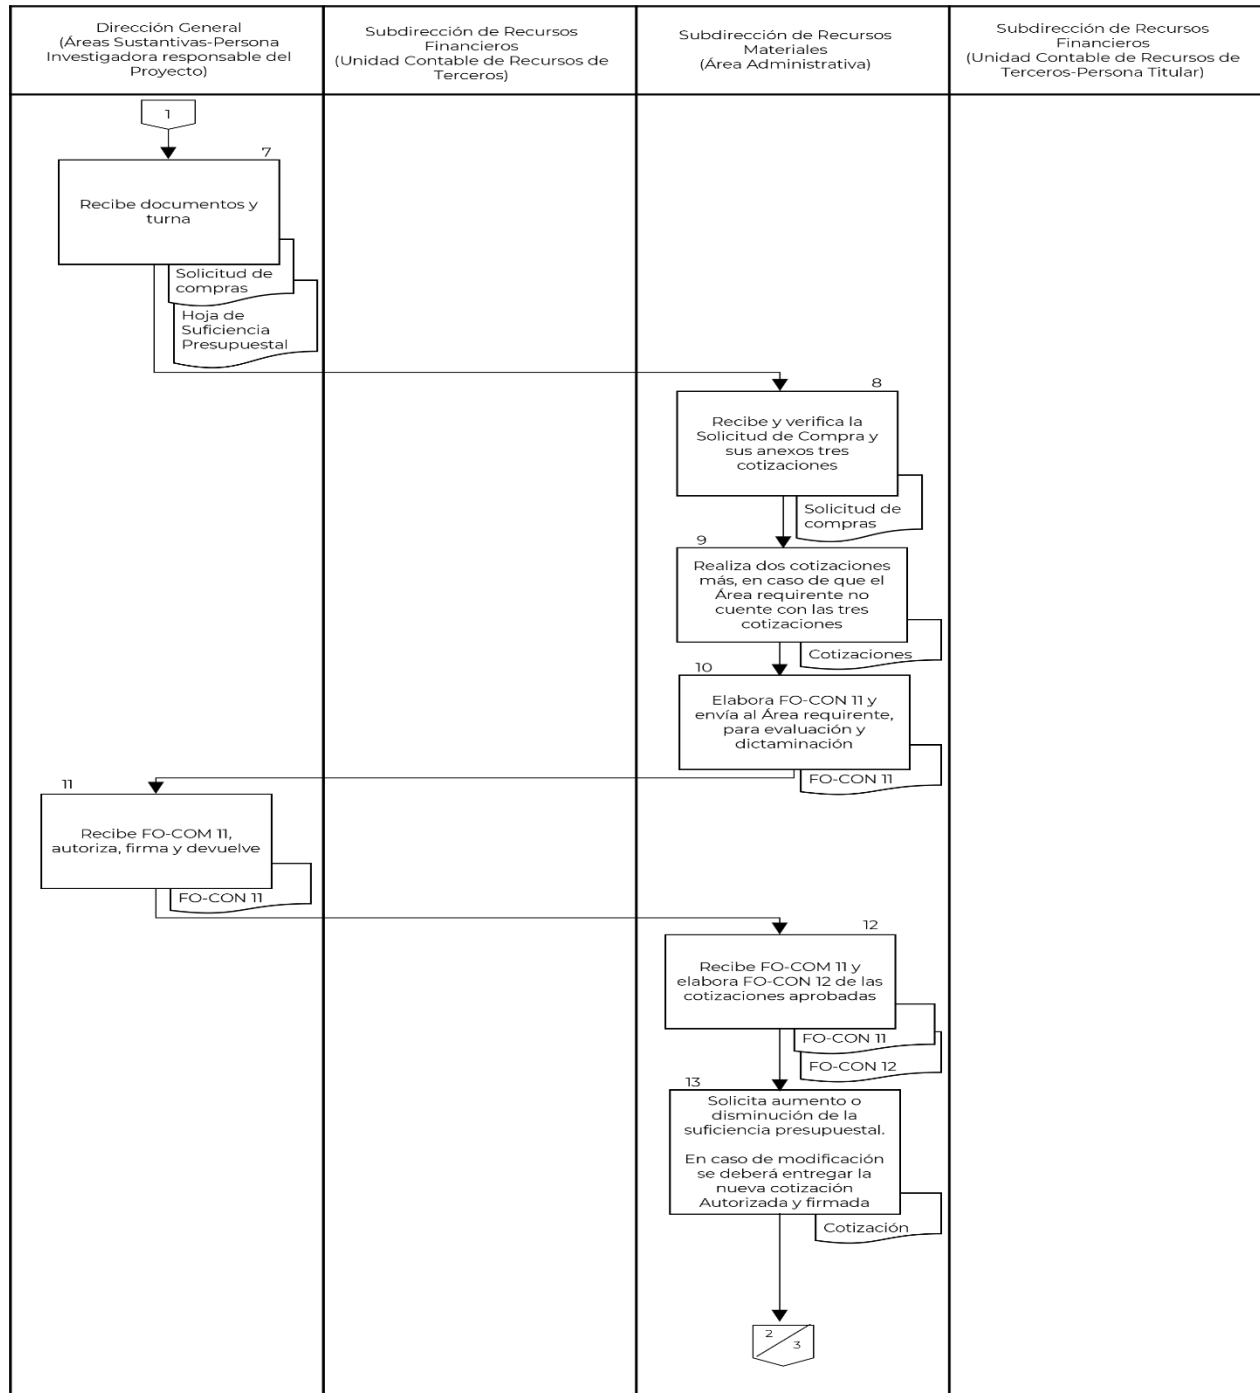 Dirección General
(Áreas Sustantivas-Persona
Investigadora responsable del
Proyecto)
Subdirección de Recursos
Financieros
(Unidad Contable de Recursos de
Terceros)
Subdirección de Recursos
Materiales
(Área Administrativa)
Subdirección de Recursos
Financieros
(Unidad Contable de Recursos de
Terceros-Persona Titular)
1
7
Recibe documentos y
turna
Solicitud de
compras
Hoja de
Suficiencia
Presupuestal
8
Recibe y verifica la
Solicitud de Compra y
sus anexos tres
cotizaciones
Solicitud de
compras
9
Realiza dos cotizaciones
más, en caso de que el
Área requirente no
cuente con las tres
cotizaciones
Cotizaciones
10
Elabora FO-CON 11 y
envía al Área requirente,
para evaluación y
dictaminación
FO-CON 11
11
Recibe FO-COM 11,
autoriza, firma y devuelve
FO-CON 11
12
Recibe FO-COM 11 y
elabora FO-CON 12 de las
cotizaciones aprobadas
FO-CON 11
FO-CON 12
13
Solicita aumento o
disminución de la
suficiencia presupuestal.
En caso de modificación
se deberá entregar la
nueva cotización
Autorizada y firmada
Cotización
2
3